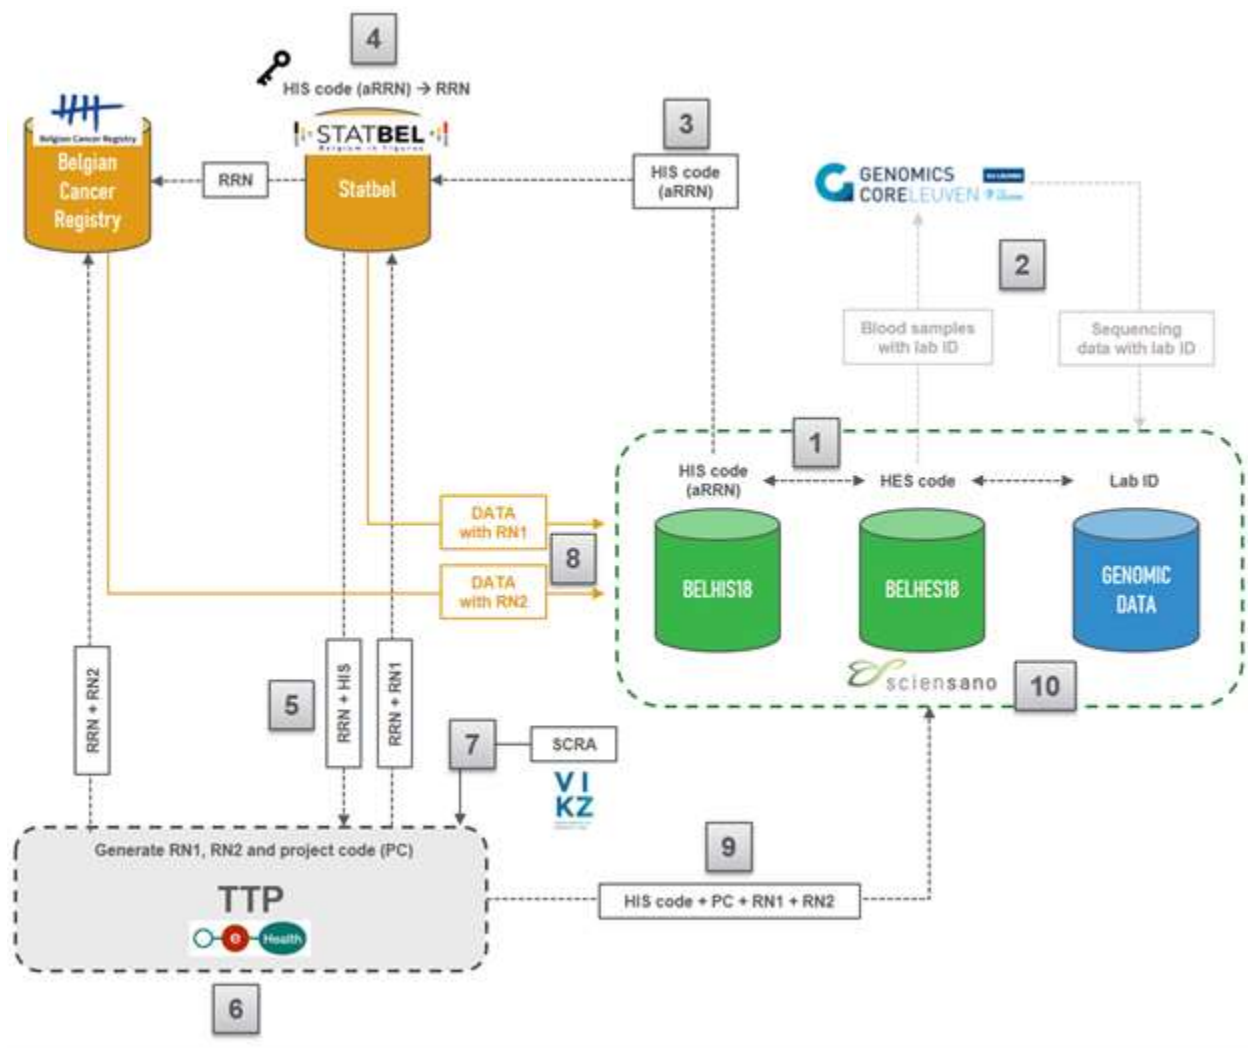 4
HIS code (aRRN) → RRN
Belgian Cancer Registry
STATBEL
Belgium in Figures
Belgian
Cancer
Registry
RRN
Statbel
3
HIS code
(aRRN)
GENOMICS
CORELEUVEN
2
Blood samples
with lab ID
Sequencing
data with lab ID
1
HIS code
(aRRN)
HES code
Lab ID
DATA
with RN1
8
DATA
with RN2
BELHIS18
BELHES18
GENOMIC
DATA
sciensano
10
RRN + RN2
5
RRN + HIS
RRN + RN1
7
SCRA
VI
KZ
Generate RN1, RN2 and project code (PC)
TTP
e
Health
9
HIS code + PC + RN1 + RN2
6